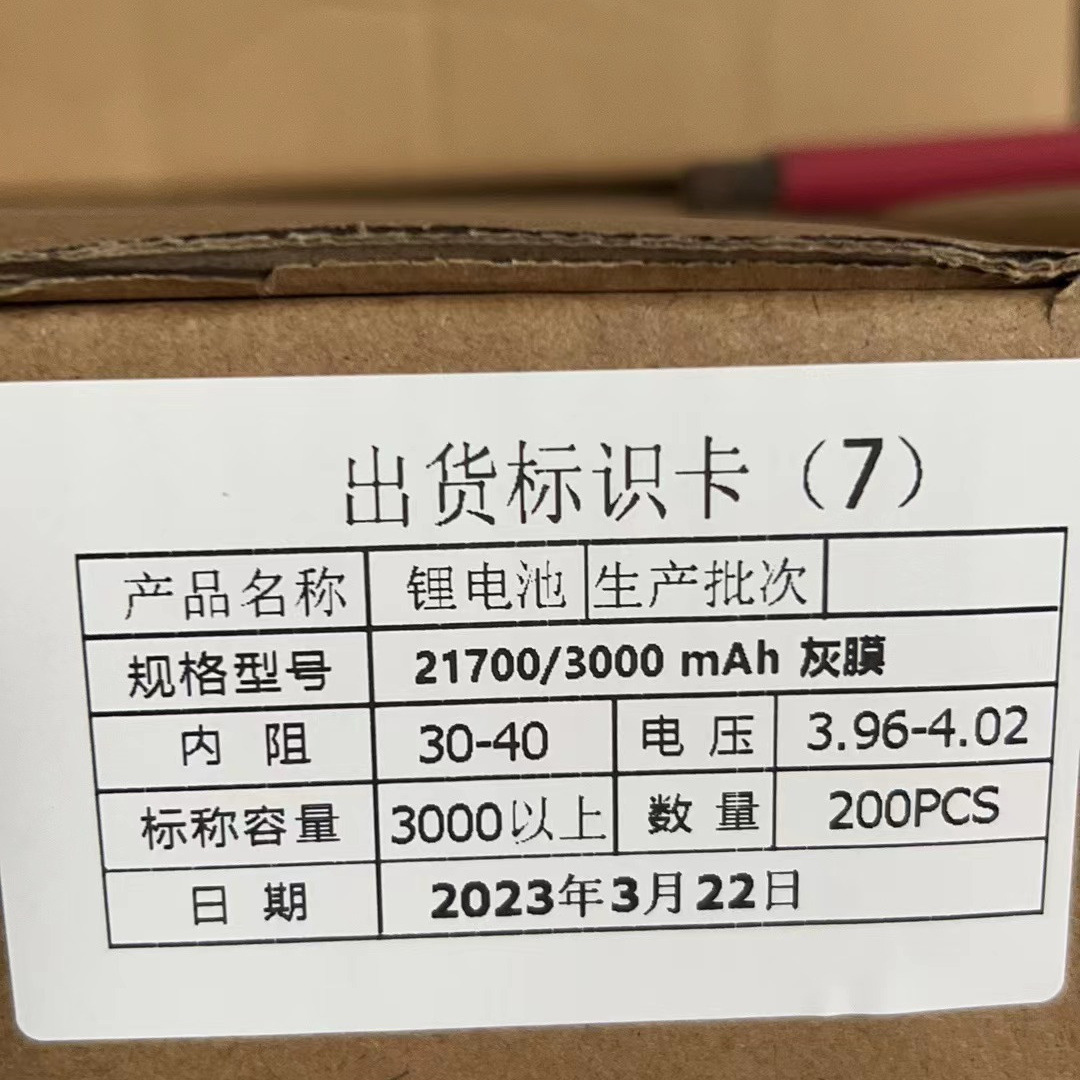 出货标识卡（7）
产品名称 锂电池 生产批次
规格型号 21700/3000 mAh 灰膜
内 阻 30-40 电 压 3.96-4.02
标称容量 3000以上 数 量 200PCS
日 期 2023年3月22日